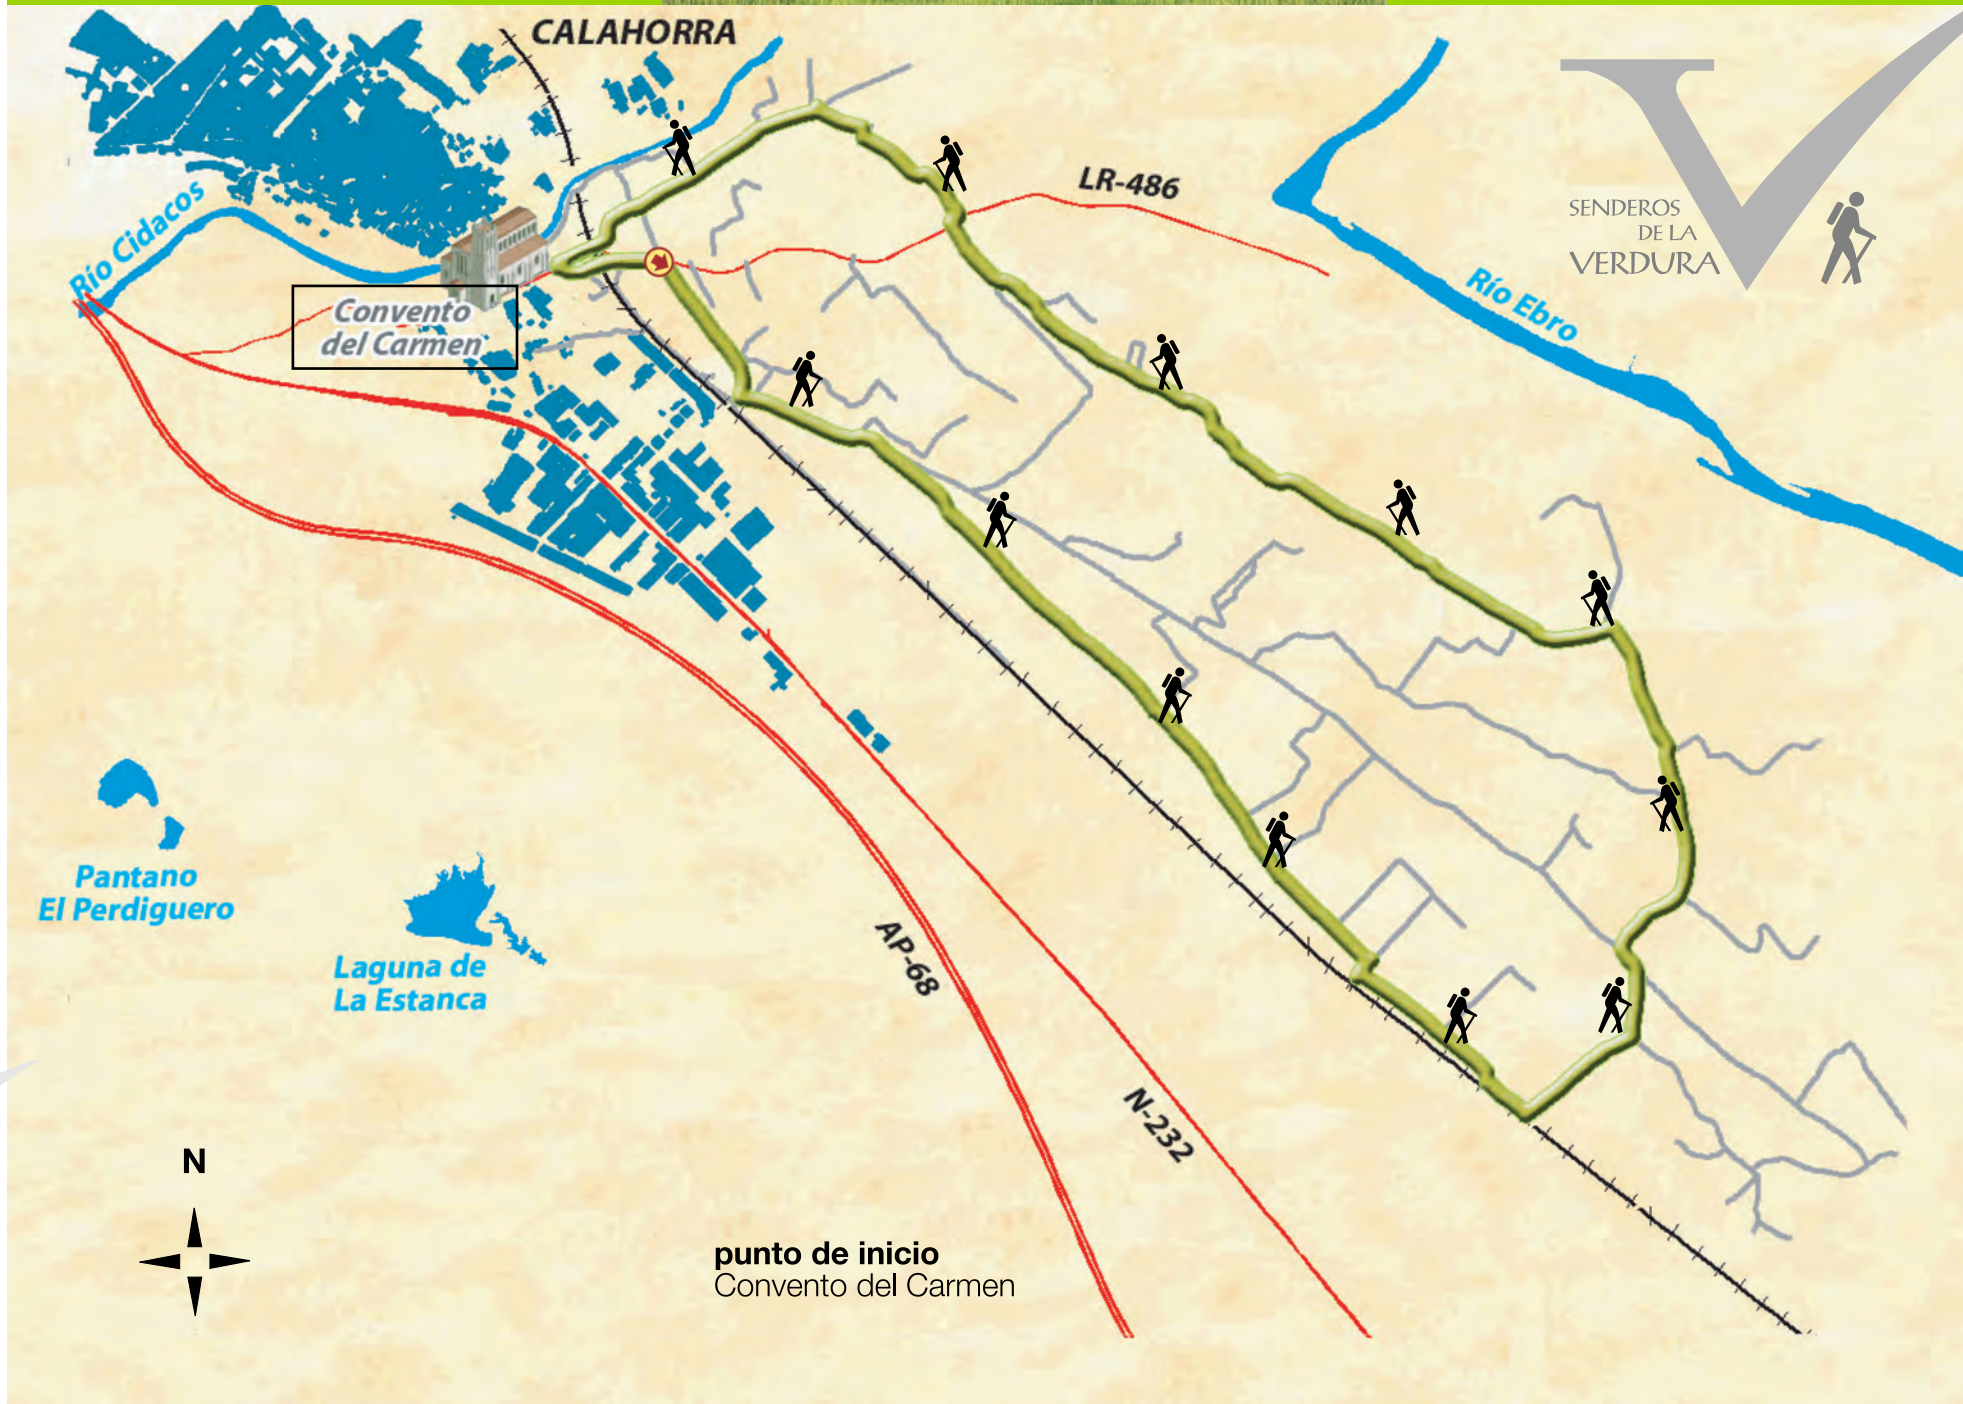 CALAHORRA
SENDEROS
DE LA
VERDURA
LR-486
Río Cidacos
Río Ebro
Convento
del Carmen
Pantano
El Perdiguero
Laguna de
La Estanca
AP-68
N-232
N
punto de inicio
Convento del Carmen